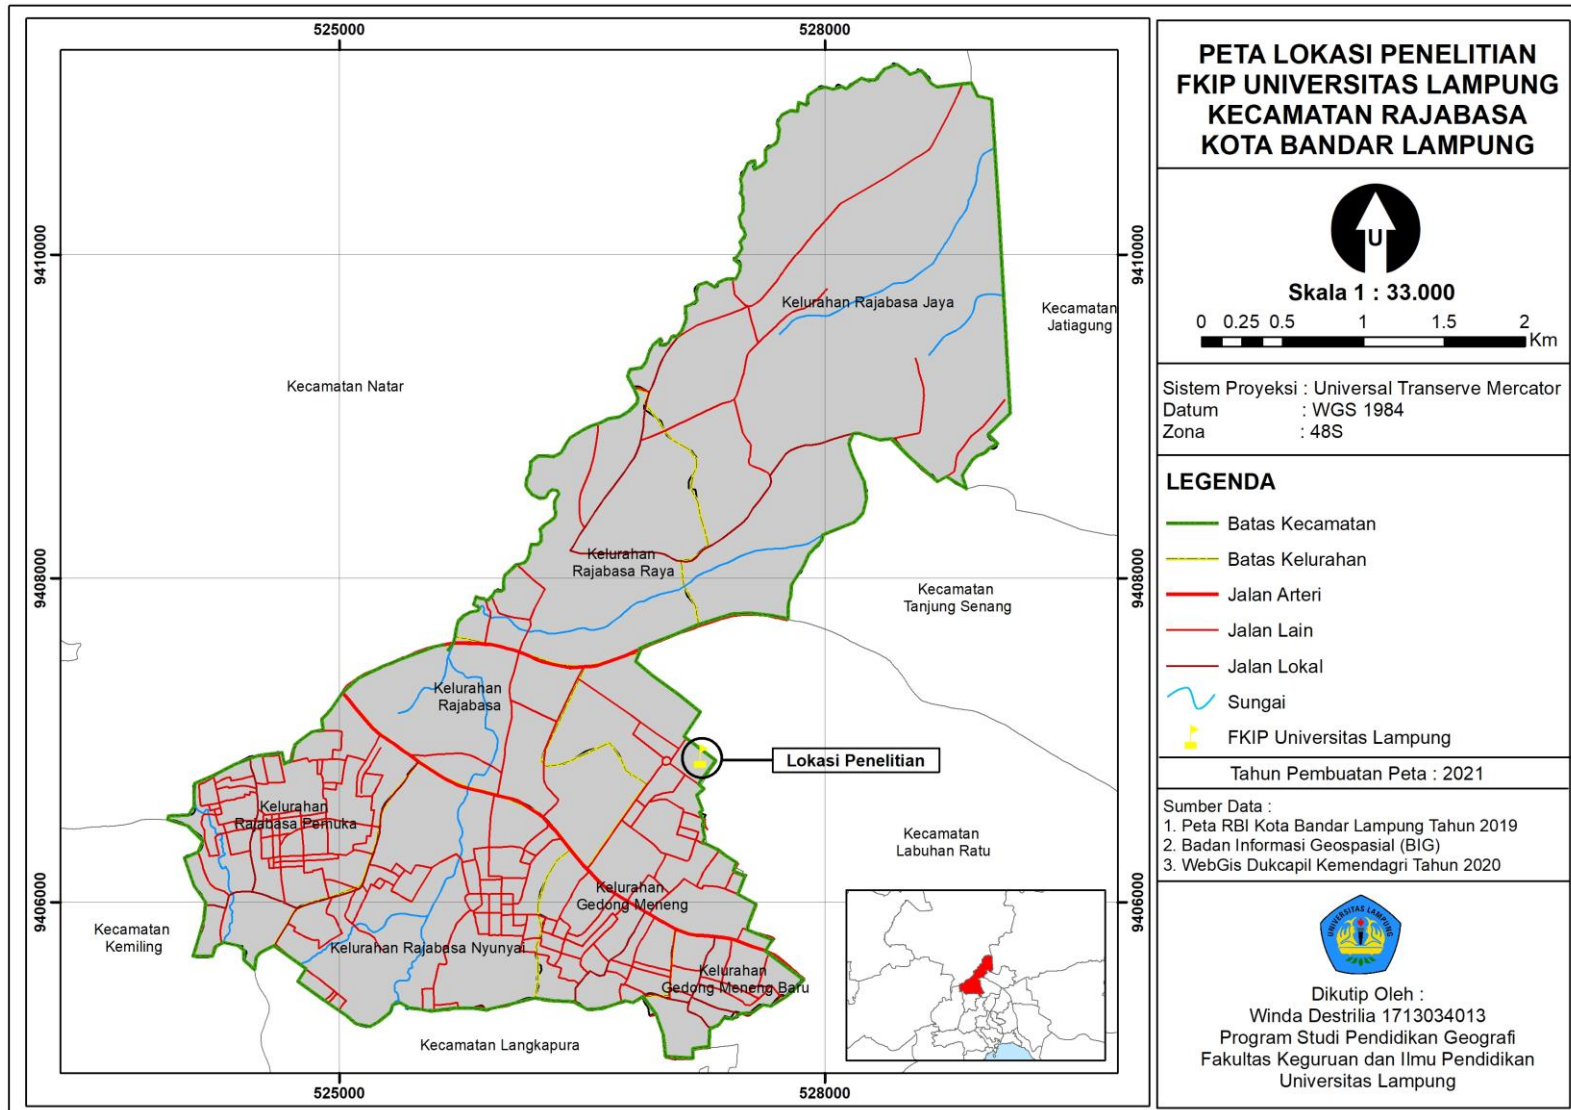 525000
528000
9410000
9410000
9408000
9408000
9406000
9406000
525000
528000
Kelurahan Rajabasa Jaya
Kecamatan
Jatiagung
Kecamatan Natar
Kelurahan
Rajabasa Raya
Kecamatan
Tanjung Senang
Kelurahan
Rajabasa
Lokasi Penelitian
Kelurahan
Rajabasa Pemuka
Kecamatan
Labuhan Ratu
Kelurahan
Gedong Meneng
Kecamatan
Kemiling
Kelurahan Rajabasa Nyunyai
Kelurahan
Gedong Meneng Baru
Kecamatan Langkapura
PETA LOKASI PENELITIAN
FKIP UNIVERSITAS LAMPUNG
KECAMATAN RAJABASA
KOTA BANDAR LAMPUNG
U
Skala 1 : 33.000
0 0.25 0.5 1 1.5 2
Km
Sistem Proyeksi : Universal Transerve Mercator
Datum : WGS 1984
Zona : 48S
LEGENDA
Batas Kecamatan
Batas Kelurahan
Jalan Arteri
Jalan Lain
Jalan Lokal
Sungai
FKIP Universitas Lampung
Tahun Pembuatan Peta : 2021
Sumber Data :
1. Peta RBI Kota Bandar Lampung Tahun 2019
2. Badan Informasi Geospasial (BIG)
3. WebGis Dukcapil Kemendagri Tahun 2020
UNIVERSITAS LAMPUNG
Dikutip Oleh :
Winda Destrilia 1713034013
Program Studi Pendidikan Geografi
Fakultas Keguruan dan Ilmu Pendidikan
Universitas Lampung